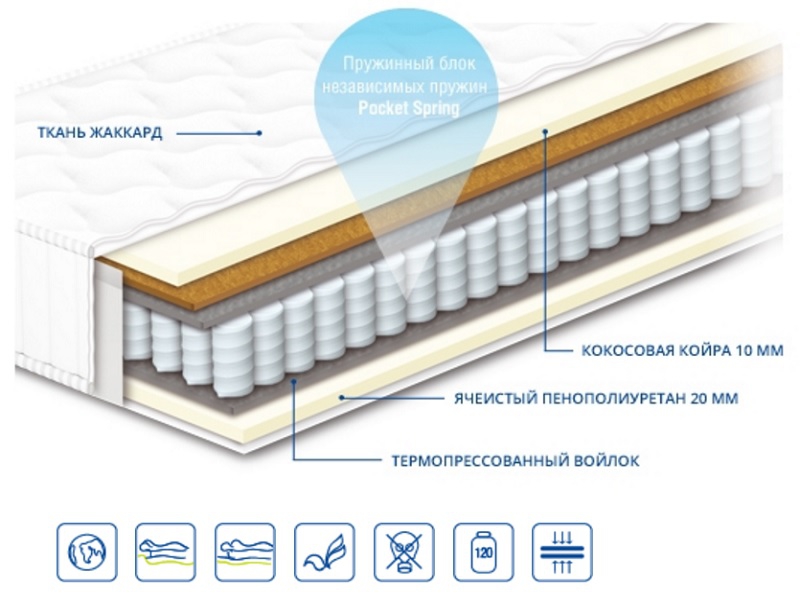 Пружинный блок
независимых пружин
Pocket Spring
ТКАНЬ ЖАККАРД
КОКОСОВАЯ КОЙРА 10 ММ
ЯЧЕИСТЫЙ ПЕНОПОЛИУРЕТАН 20 ММ
ТЕРМОПРЕССОВАННЫЙ ВОЙЛОК
120